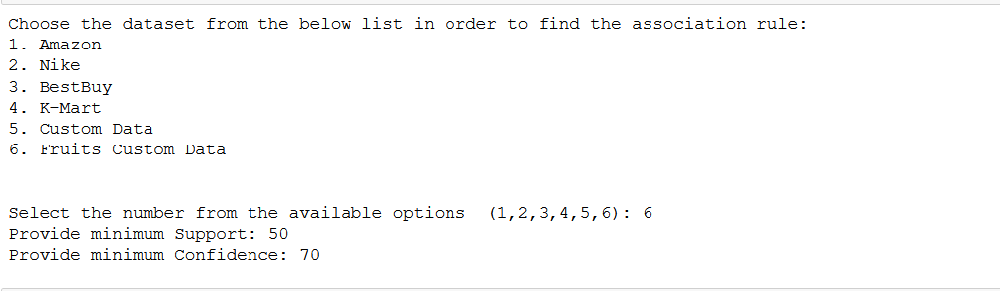 Choose the dataset from the below list in order to find the association rule:
1. Amazon
2. Nike
3. BestBuy
4. K-Mart
5. Custom Data
6. Fruits Custom Data
Select the number from the available options  (1,2,3,4,5,6): 6
Provide minimum Support: 50
Provide minimum Confidence: 70